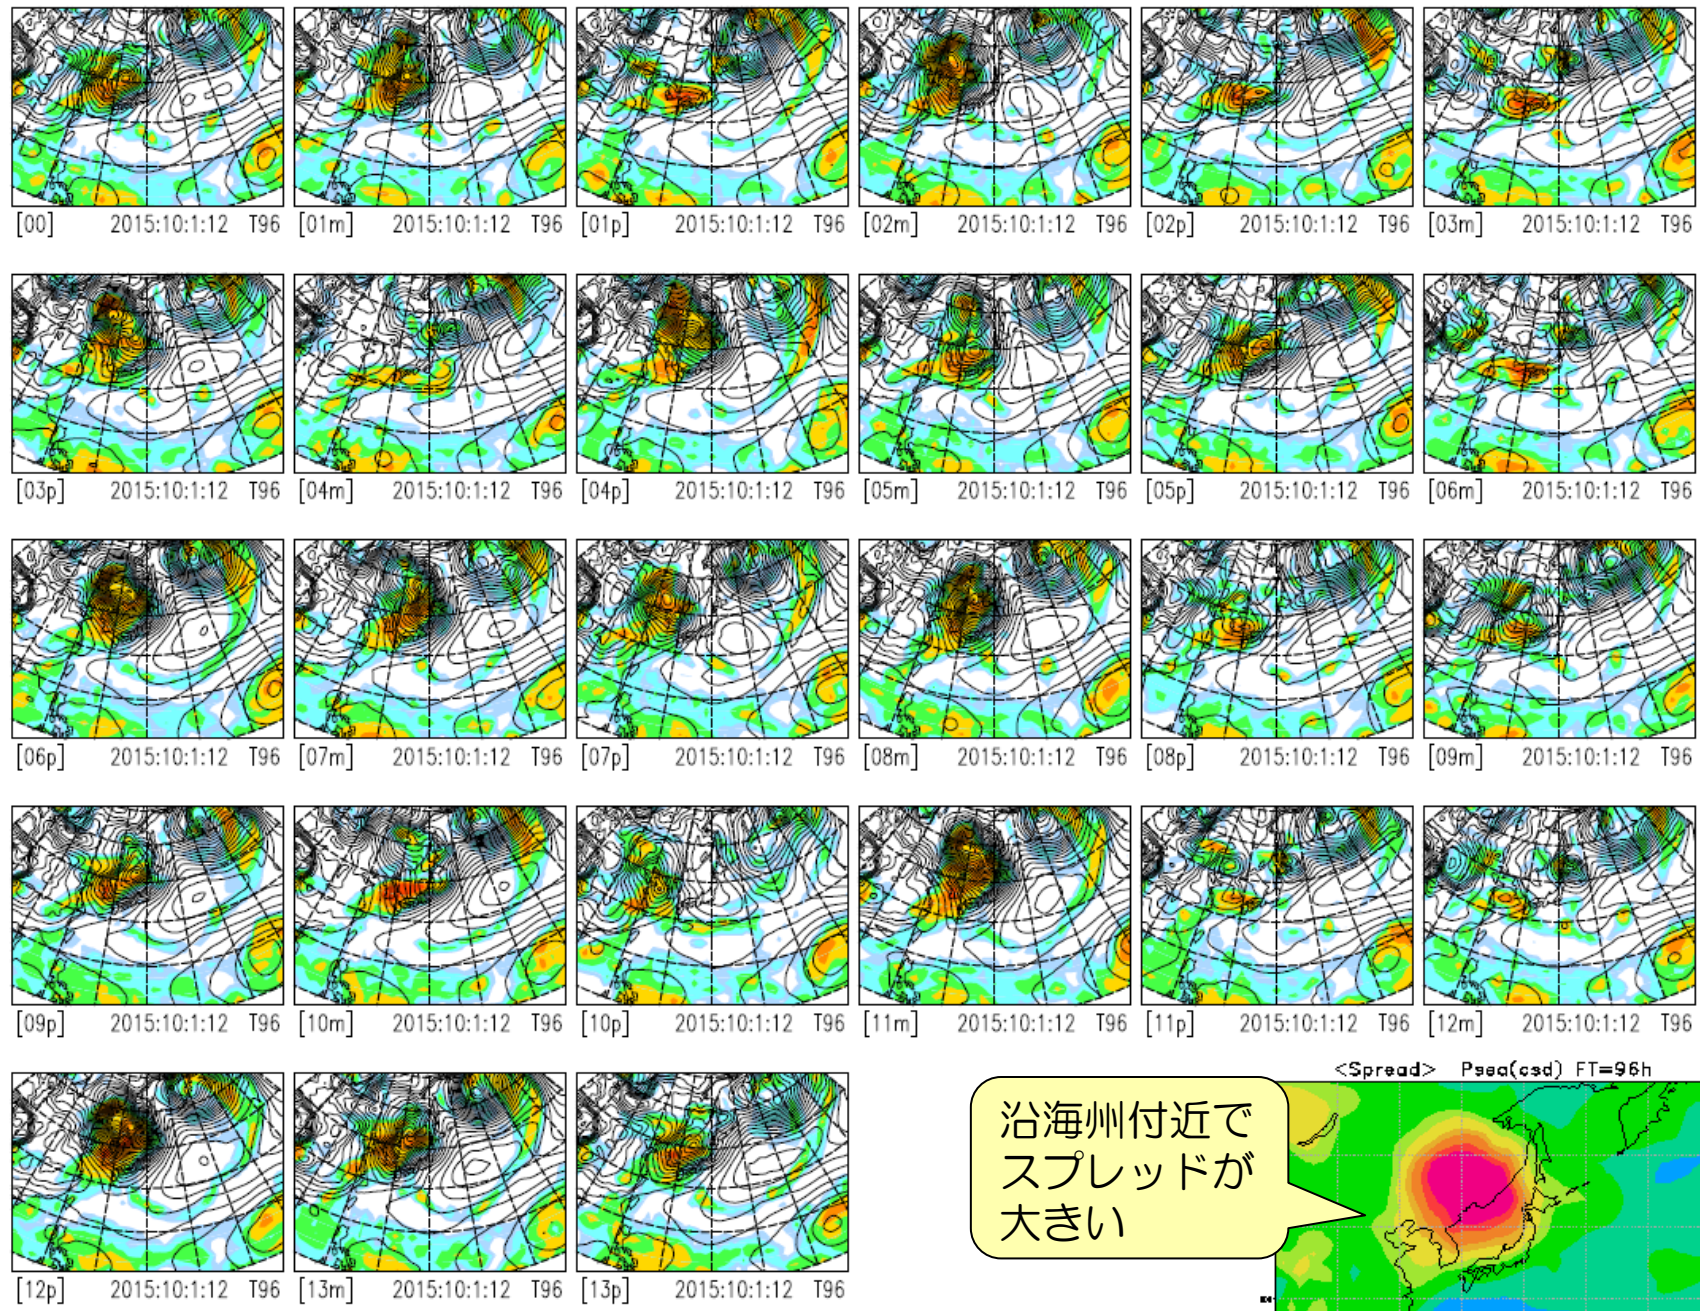 [00] 2015:10:1:12 T96
[01m] 2015:10:1:12 T96
[01p] 2015:10:1:12 T96
[02m] 2015:10:1:12 T96
[02p] 2015:10:1:12 T96
[03m] 2015:10:1:12 T96
[03p] 2015:10:1:12 T96
[04m] 2015:10:1:12 T96
[04p] 2015:10:1:12 T96
[05m] 2015:10:1:12 T96
[05p] 2015:10:1:12 T96
[06m] 2015:10:1:12 T96
[06p] 2015:10:1:12 T96
[07m] 2015:10:1:12 T96
[07p] 2015:10:1:12 T96
[08m] 2015:10:1:12 T96
[08p] 2015:10:1:12 T96
[09m] 2015:10:1:12 T96
[09p] 2015:10:1:12 T96
[10m] 2015:10:1:12 T96
[10p] 2015:10:1:12 T96
[11m] 2015:10:1:12 T96
[11p] 2015:10:1:12 T96
[12m] 2015:10:1:12 T96
[12p] 2015:10:1:12 T96
[13m] 2015:10:1:12 T96
[13p] 2015:10:1:12 T96
<Spread> Psea(csd) FT=96h
沿海州付近で
スプレッドが
大きい